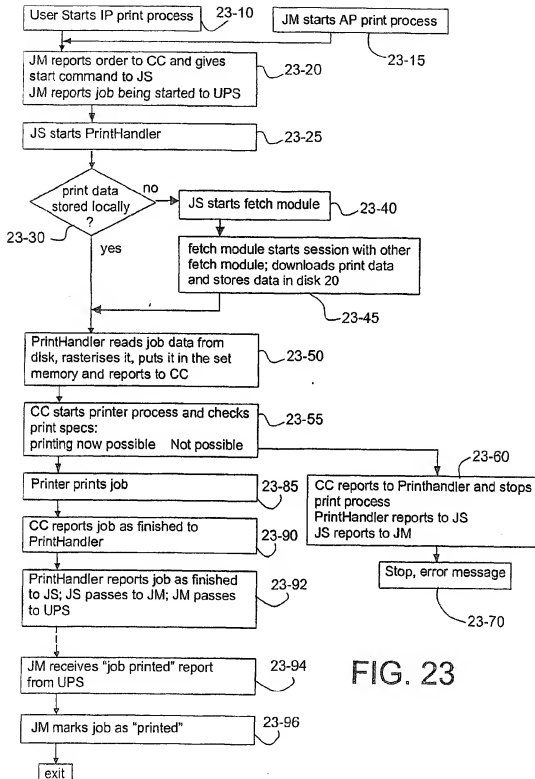 User Starts IP print process
23-10
JM starts AP print process
23-15
JM reports order to CC and gives
start command to JS
JM reports job being started to UPS
23-20
JS starts PrintHandler
23-25
print data
stored locally
?
23-30
no
yes
JS starts fetch module
23-40
fetch module starts session with other
fetch module; downloads print data
and stores data in disk 20
23-45
PrintHandler reads job data from
disk, rasterises it, puts it in the set
memory and reports to CC
23-50
CC starts printer process and checks
print specs:
printing now possible Not possible
23-55
23-60
CC reports to Printhandler and stops
print process
PrintHandler reports to JS
JS reports to JM
Stop, error message
23-70
Printer prints job
23-85
CC reports job as finished to
PrintHandler
23-90
PrintHandler reports job as finished
to JS; JS passes to JM; JM passes
to UPS
23-92
JM receives "job printed" report
from UPS
23-94
JM marks job as "printed"
23-96
exit
FIG. 23